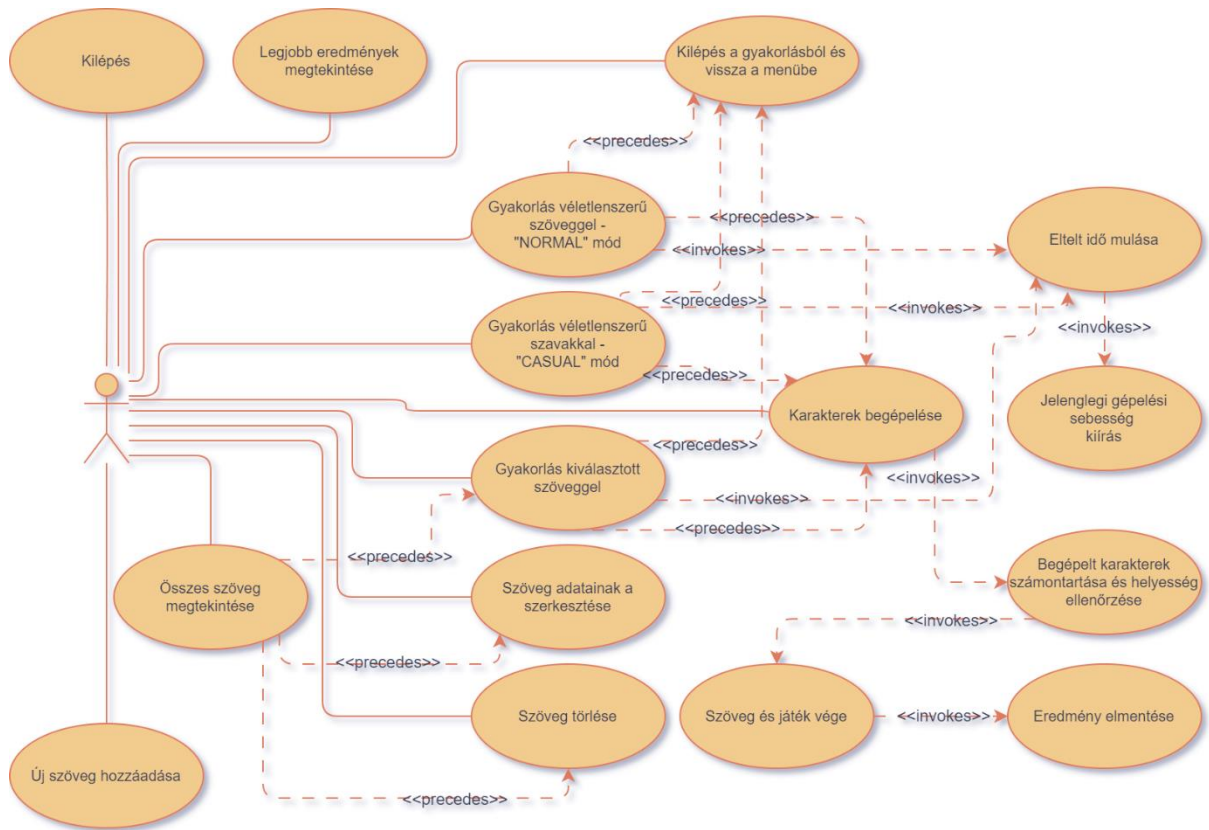 Kilépés
Legjobb eredmények
megtekintése
Kilépés a gyakorlásból és
vissza a menübe
<<precedes>>
Gyakorlás véletlenszerű
szöveggel -
"NORMAL" mód
<<precedes>>
<<invokes>>
Eltelt idő mulása
<<precedes>>
<<invokes>>
Gyakorlás véletlenszerű
szavakkal -
"CASUAL" mód
<<invokes>>
<<precedes>>
Karakterek begépelése
Jelenglegi gépelési
sebesség
kiírás
<<precedes>>
Gyakorlás kiválasztott
szöveggel
<<invokes>>
<<invokes>>
<<precedes>>
<<precedes>>
Összes szöveg
megtekintése
Szöveg adatainak a
szerkesztése
Begépelt karakterek
számontartása és helyesség
ellenőrzése
<<invokes>>
<<precedes>>
Szöveg törlése
Szöveg és játék vége
<<invokes>>
Eredmény elmentése
Új szöveg hozzáadása
<<precedes>>